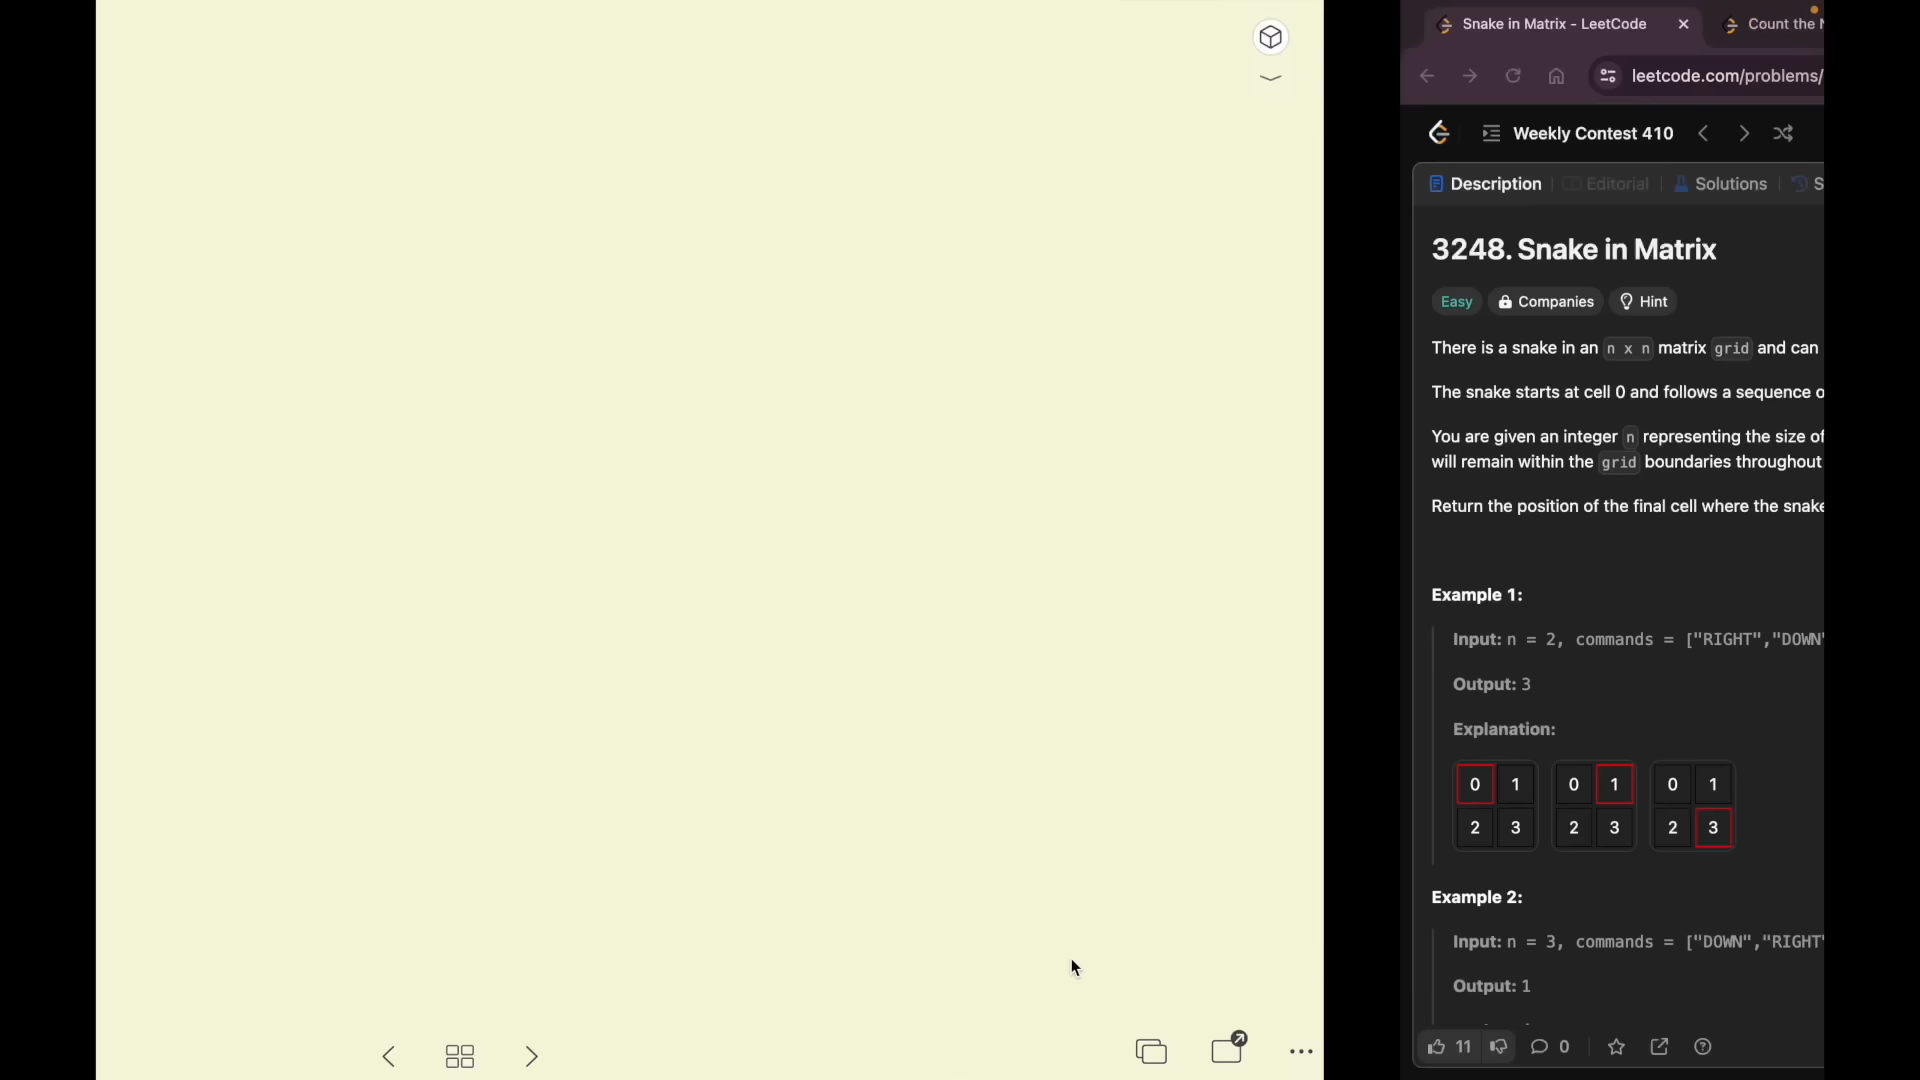 Snake in Matrix - LeetCode
Count the
leetcode.com/problems/
Weekly Contest 410
Description
Editorial
Solutions
S
3248. Snake in Matrix
Easy
Companies
Hint
There is a snake in an n x n matrix grid and can
The snake starts at cell 0 and follows a sequence
You are given an integer n representing the size of
will remain within the grid boundaries throughout
Return the position of the final cell where the snake
Example 1:
Input: n = 2, commands = ["RIGHT","DOWN"
Output: 3
Explanation:
0 1 0 1 0 1
2 3 2 3 2 3
Example 2:
Input: n = 3, commands = ["DOWN","RIGHT"
Output: 1
11
0